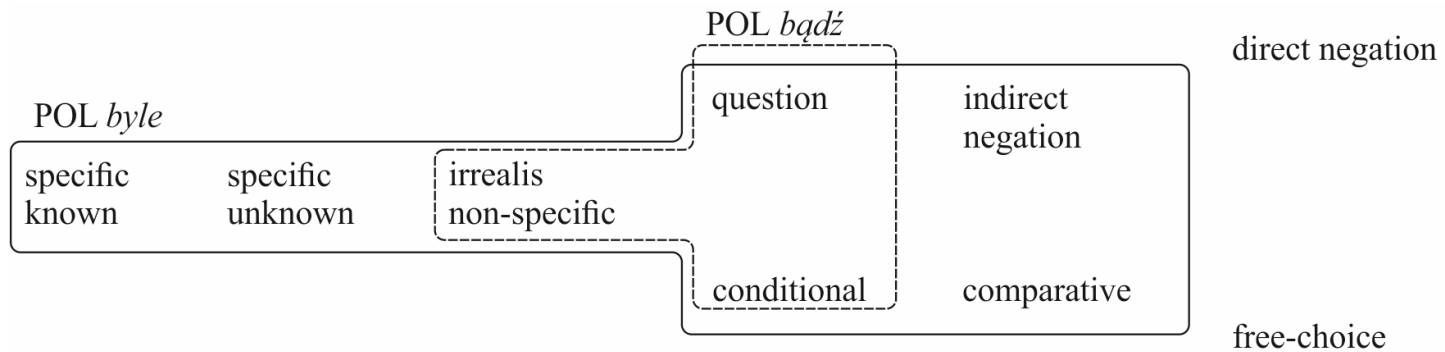 POL bądź
direct negation
POL byle
question
indirect
negation
specific
known
specific
unknown
irrealis
non-specific
conditional
comparative
free-choice